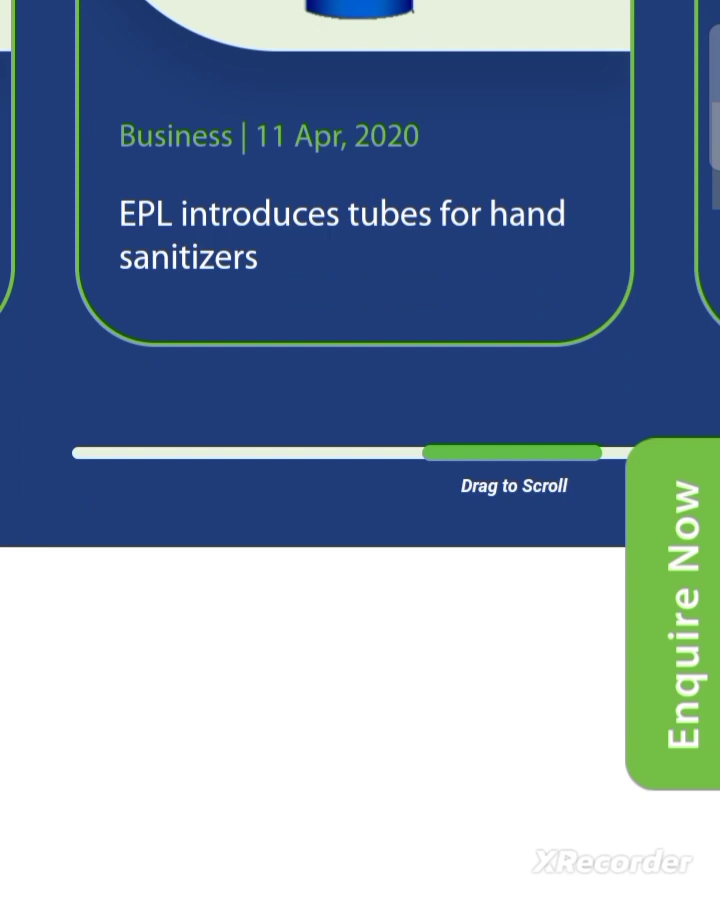 Business | 11 Apr, 2020
EPL introduces tubes for hand
sanitizers
Drag to Scroll
Enquire Now
XRecorder